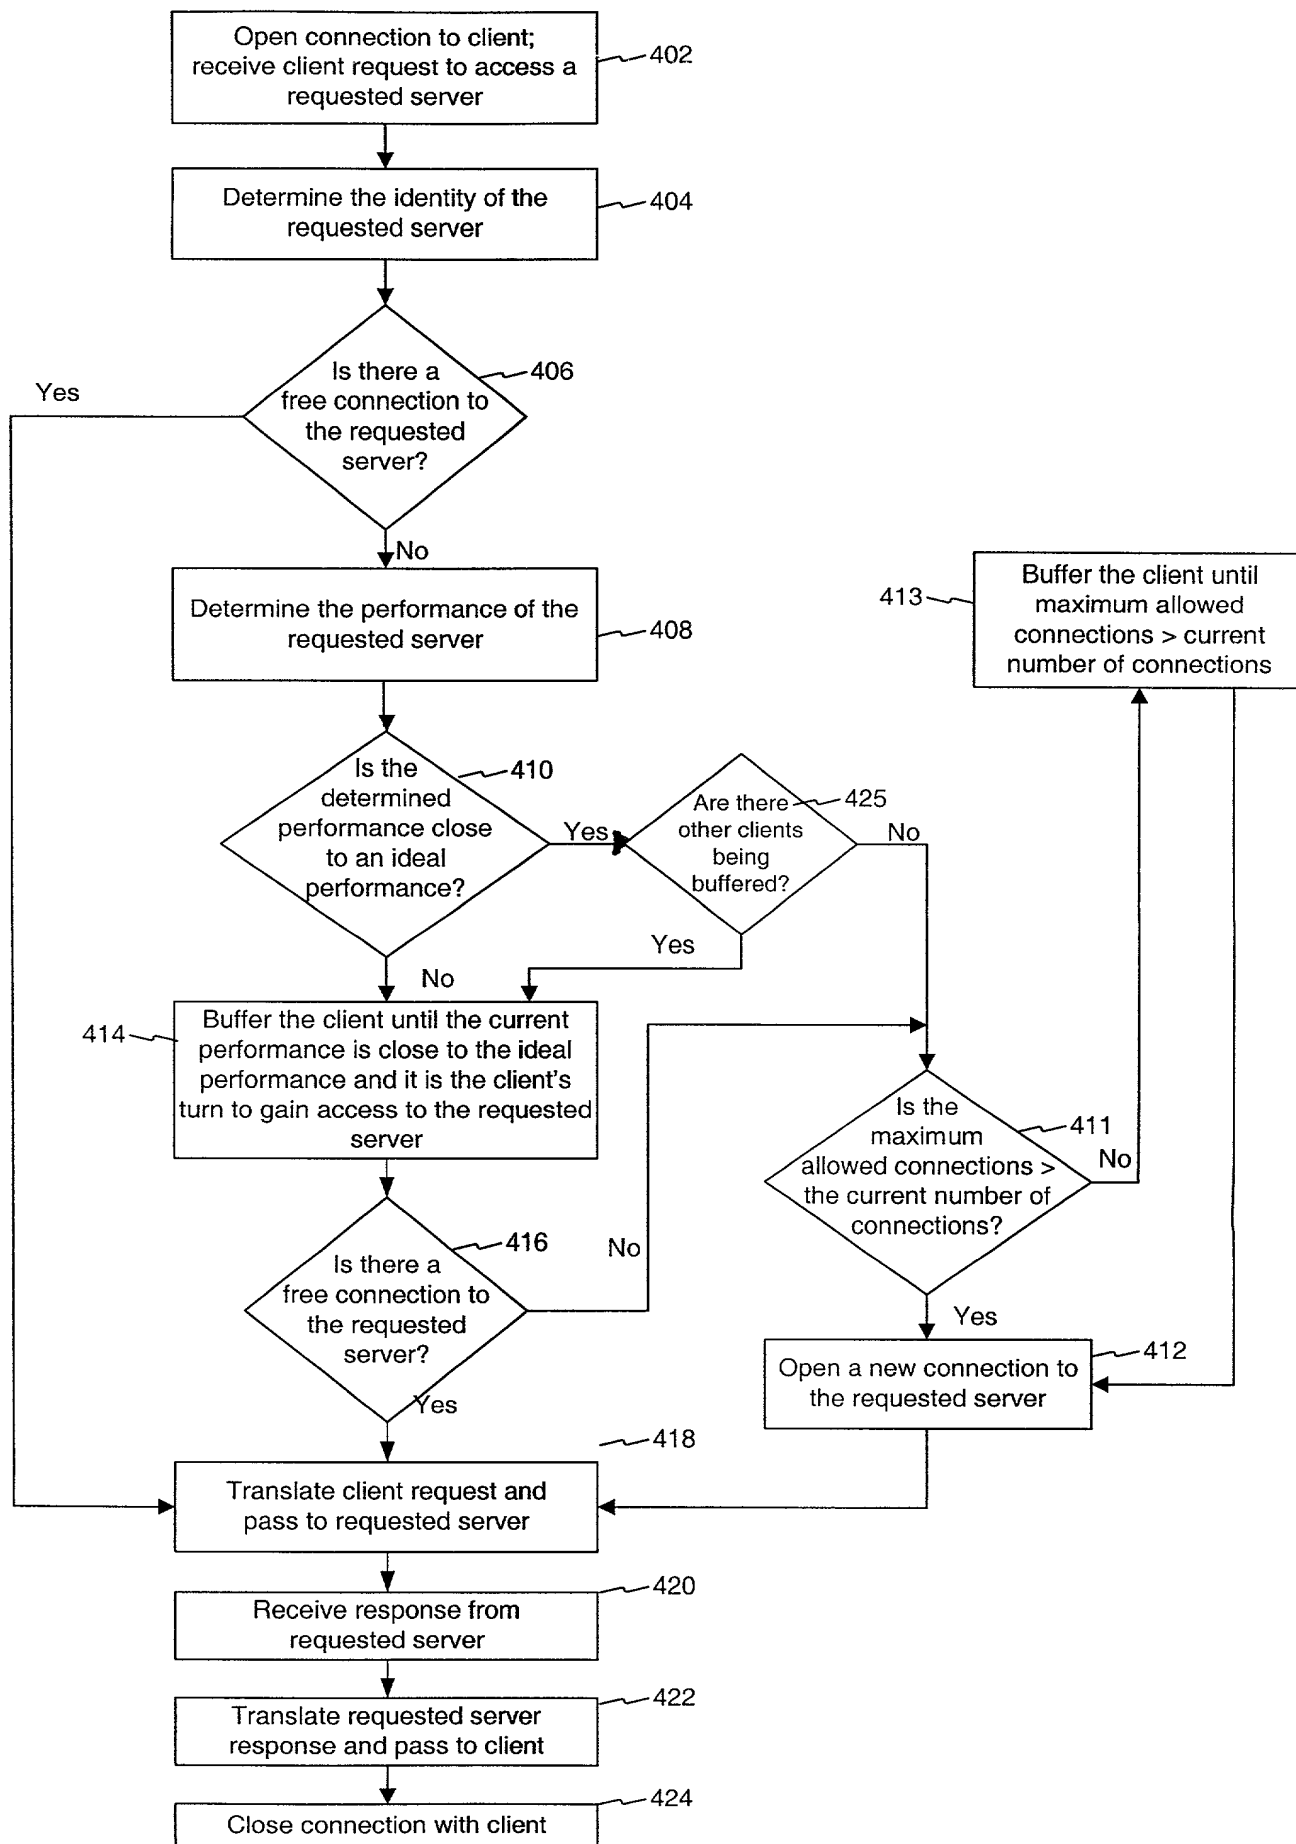 Open connection to client;
receive client request to access a
requested server
402
Determine the identity of the
requested server
404
Is there a
free connection to
the requested
server?
406
Yes
No
Determine the performance of the
requested server
408
413
Buffer the client until
maximum allowed
connections > current
number of connections
Is the
determined
performance close
to an ideal
performance?
410
Yes
Are there
other clients
being
buffered?
425
No
Yes
No
414
Buffer the client until the current
performance is close to the ideal
performance and it is the client's
turn to gain access to the requested
server
Is the
maximum
allowed connections >
the current number of
connections?
411
No
Is there a
free connection to
the requested
server?
416
No
Yes
Yes
Open a new connection to
the requested server
412
418
Translate client request and
pass to requested server
420
Receive response from
requested server
422
Translate requested server
response and pass to client
424
Close connection with client